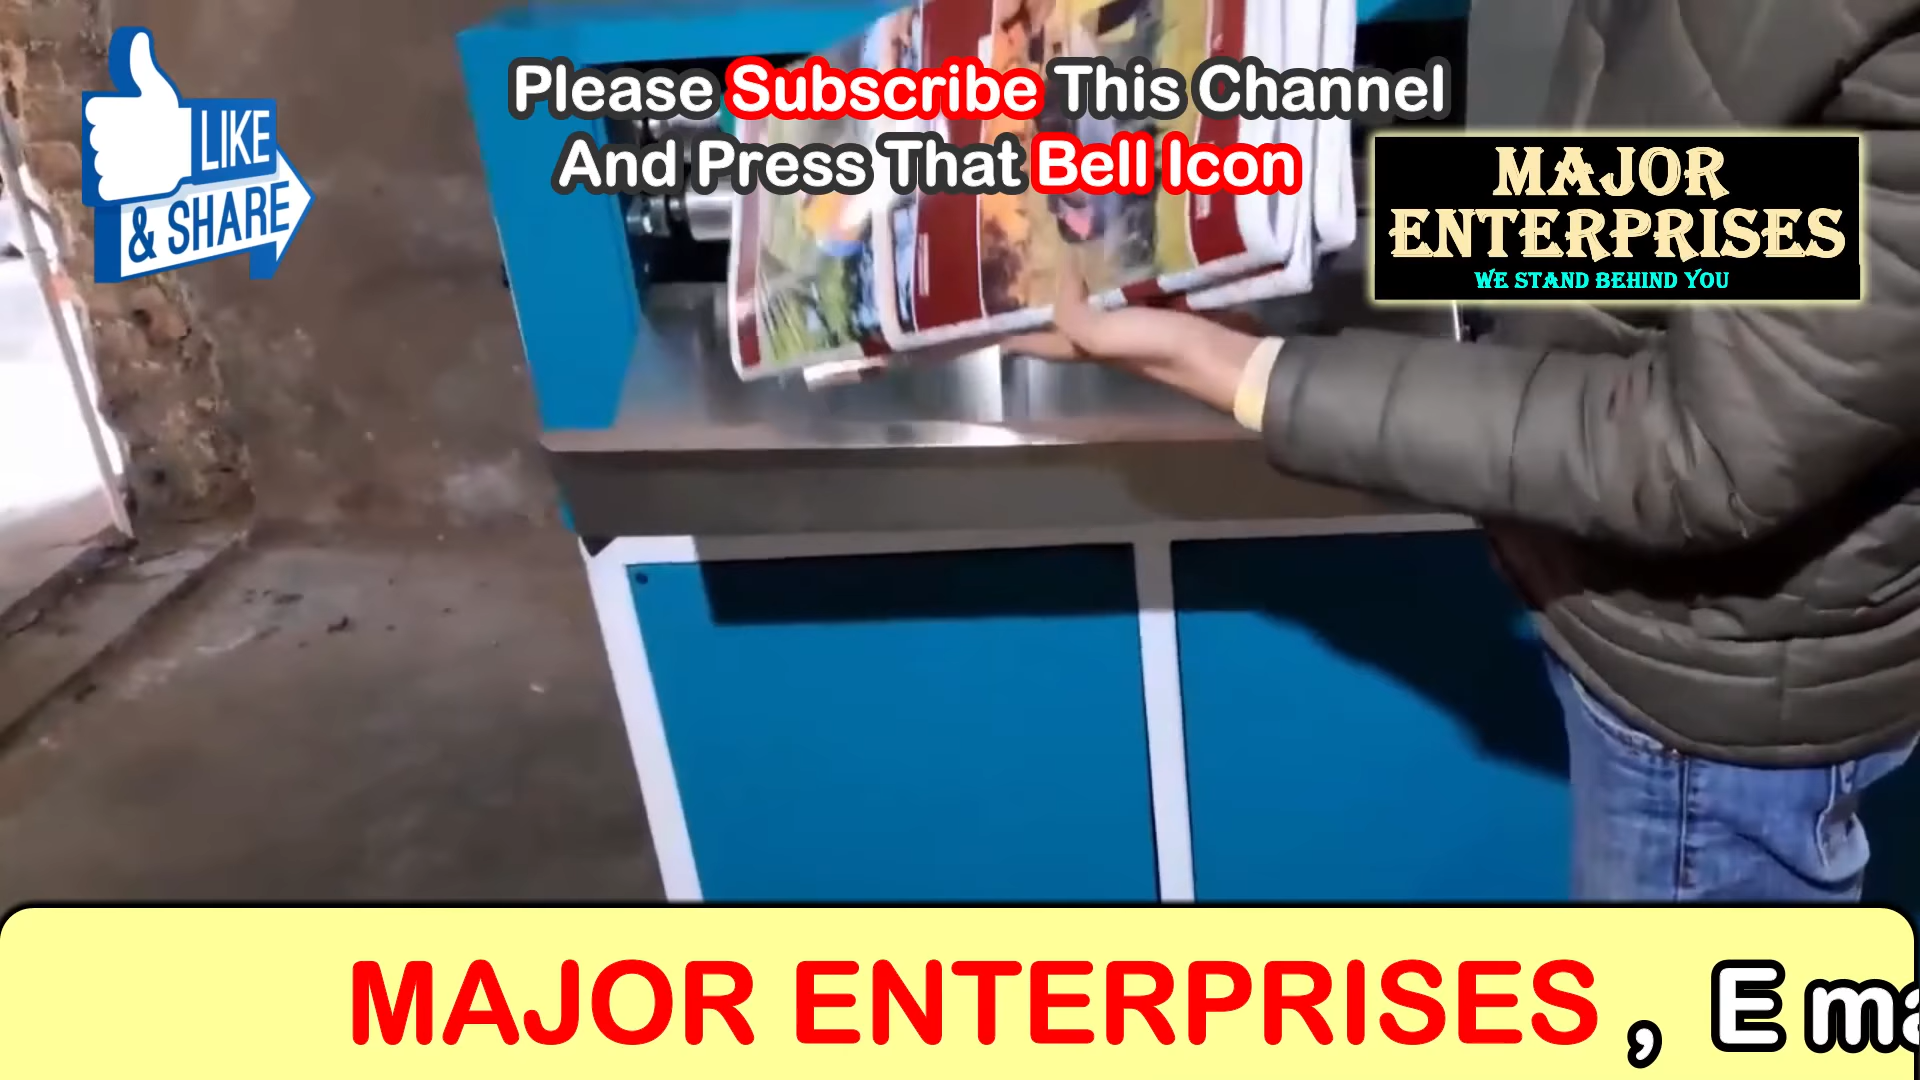 LIKE
& SHARE
Please Subscribe This Channel
And Press That Bell Icon
MAJOR
ENTERPRISES
WE STAND BEHIND YOU
MAJOR ENTERPRISES , E ma